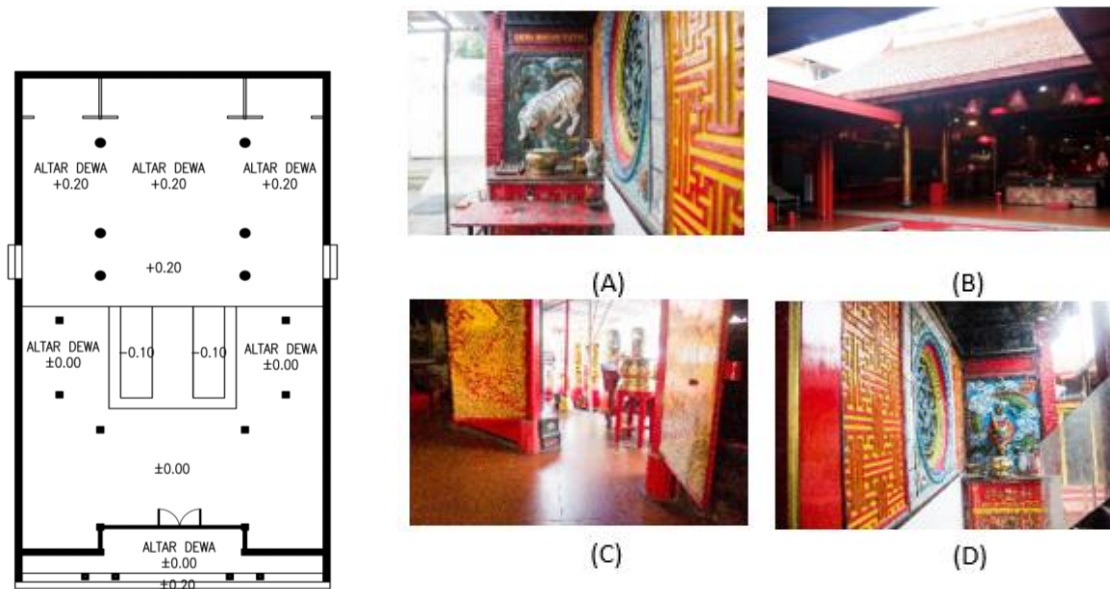 ALTAR DEWA
+0.20
ALTAR DEWA
+0.20
ALTAR DEWA
+0.20
+0.20
-0.10
-0.10
ALTAR DEWA
±0.00
ALTAR DEWA
±0.00
±0.00
ALTAR DEWA
±0.00
±0.20
(A)
(B)
(C)
(D)